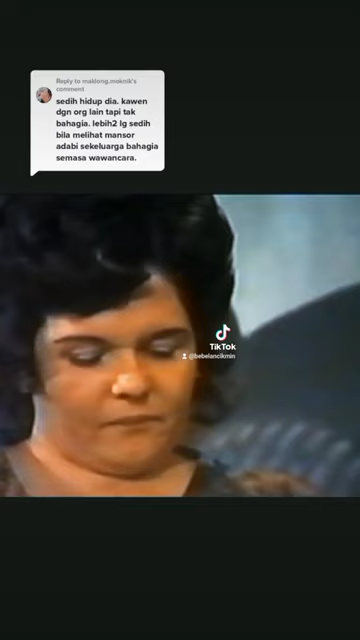 Reply to maklong.moknik's
comment
sedih hidup dia. kawen
dgn org lain tapi tak
bahagia. lebih2 lg sedih
bila melihat mansor
adabi sekeluarga bahagia
semasa wawancara.
TikTok
@bebelancikmin